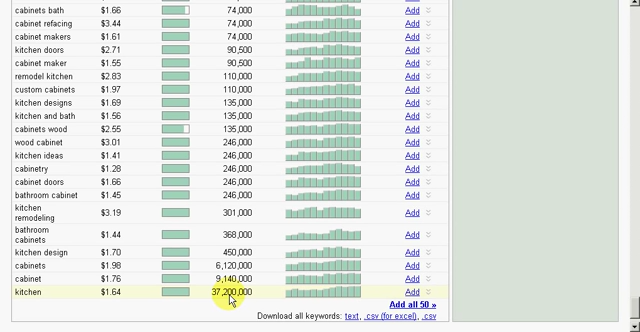 cabinets bath $1.66 74,000 Add
cabinet refacing $3.44 74,000 Add
cabinet makers $1.61 74,000 Add
kitchen doors $2.71 90,500 Add
cabinet maker $1.55 90,500 Add
remodel kitchen $2.83 110,000 Add
custom cabinets $1.97 110,000 Add
kitchen designs $1.69 135,000 Add
kitchen and bath $1.56 135,000 Add
cabinets wood $2.55 135,000 Add
wood cabinet $3.01 246,000 Add
kitchen ideas $1.41 246,000 Add
cabinetry $1.28 246,000 Add
cabinet doors $1.66 246,000 Add
bathroom cabinet $1.45 246,000 Add
kitchen
remodeling $3.19 301,000 Add
bathroom
cabinets $1.44 368,000 Add
kitchen design $1.70 450,000 Add
cabinets $1.98 6,120,000 Add
cabinet $1.76 9,140,000 Add
kitchen $1.64 37,200,000 Add
Add all 50 »
Download all keywords: text, .csv (for excel), .csv